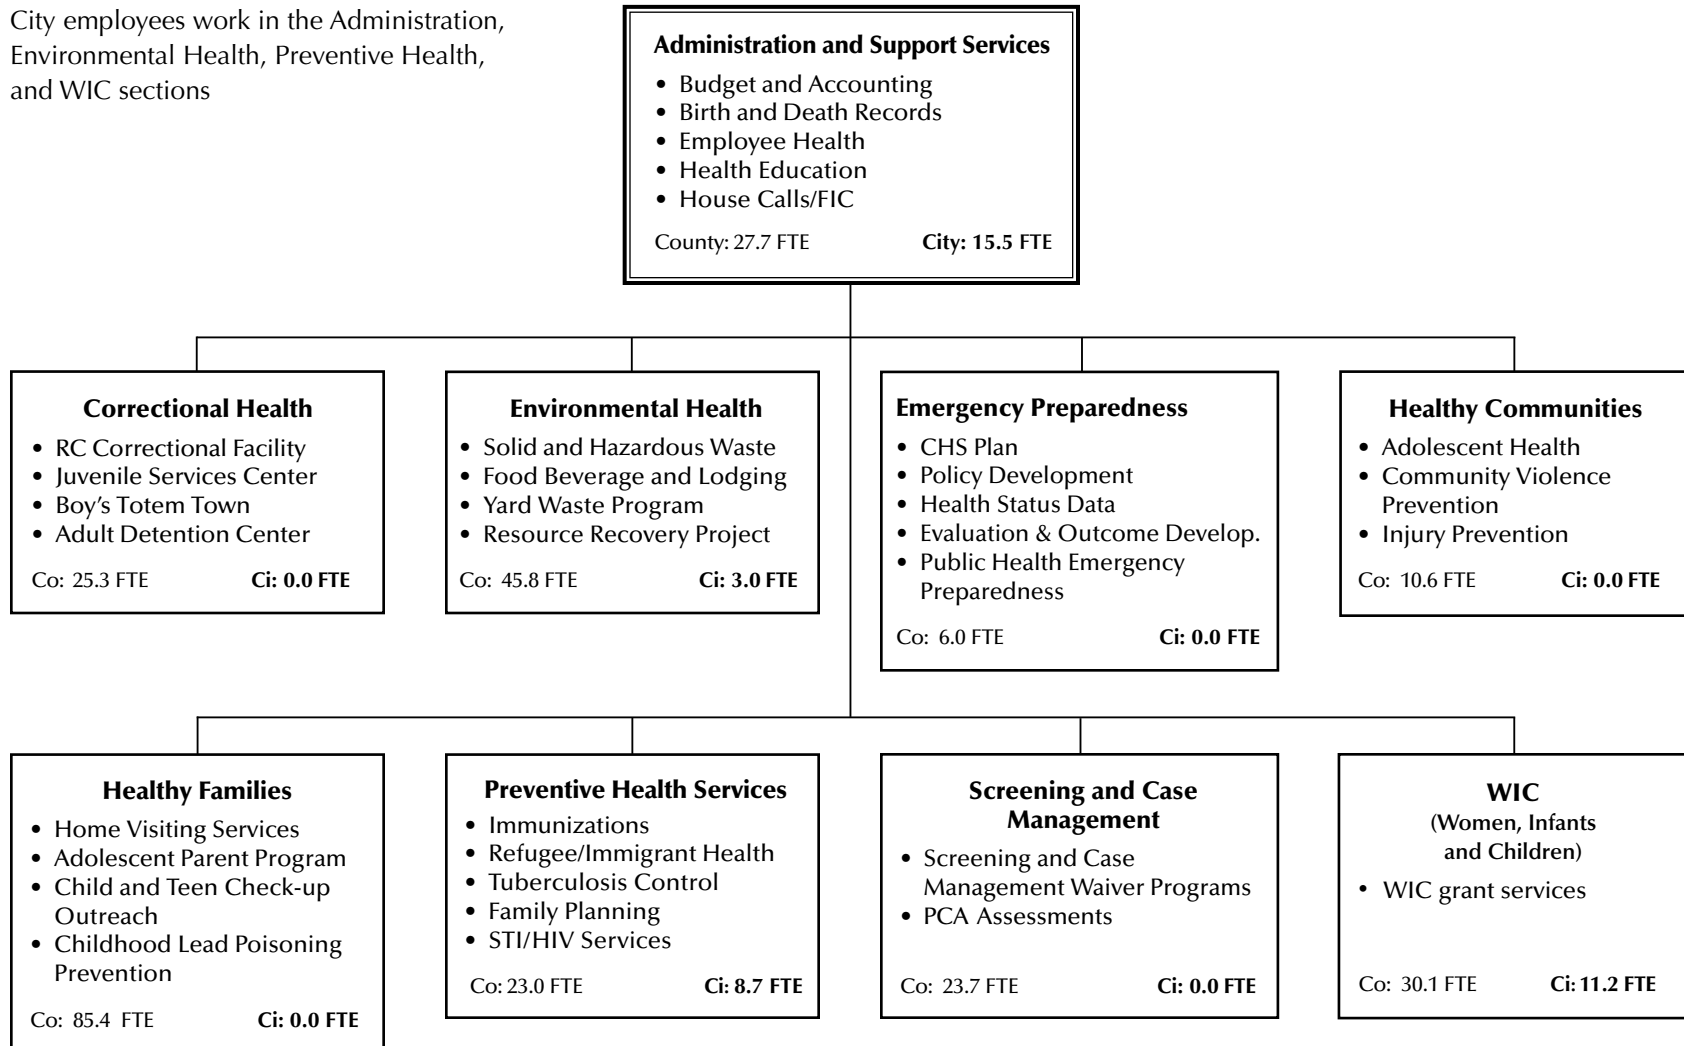 City employees work in the Administration,
Environmental Health, Preventive Health,
and WIC sections
Administration and Support Services
• Budget and Accounting
• Birth and Death Records
• Employee Health
• Health Education
• House Calls/FIC
County: 27.7 FTE City: 15.5 FTE
Correctional Health
• RC Correctional Facility
• Juvenile Services Center
• Boy's Totem Town
• Adult Detention Center
Co: 25.3 FTE Ci: 0.0 FTE
Environmental Health
• Solid and Hazardous Waste
• Food Beverage and Lodging
• Yard Waste Program
• Resource Recovery Project
Co: 45.8 FTE Ci: 3.0 FTE
Emergency Preparedness
• CHS Plan
• Policy Development
• Health Status Data
• Evaluation & Outcome Develop.
• Public Health Emergency
Preparedness
Co: 6.0 FTE Ci: 0.0 FTE
Healthy Communities
• Adolescent Health
• Community Violence
Prevention
• Injury Prevention
Co: 10.6 FTE Ci: 0.0 FTE
Healthy Families
• Home Visiting Services
• Adolescent Parent Program
• Child and Teen Check-up
Outreach
• Childhood Lead Poisoning
Prevention
Co: 85.4 FTE Ci: 0.0 FTE
Preventive Health Services
• Immunizations
• Refugee/Immigrant Health
• Tuberculosis Control
• Family Planning
• STI/HIV Services
Co: 23.0 FTE Ci: 8.7 FTE
Screening and Case
Management
• Screening and Case
Management Waiver Programs
• PCA Assessments
Co: 23.7 FTE Ci: 0.0 FTE
WIC
(Women, Infants
and Children)
• WIC grant services
Co: 30.1 FTE Ci: 11.2 FTE